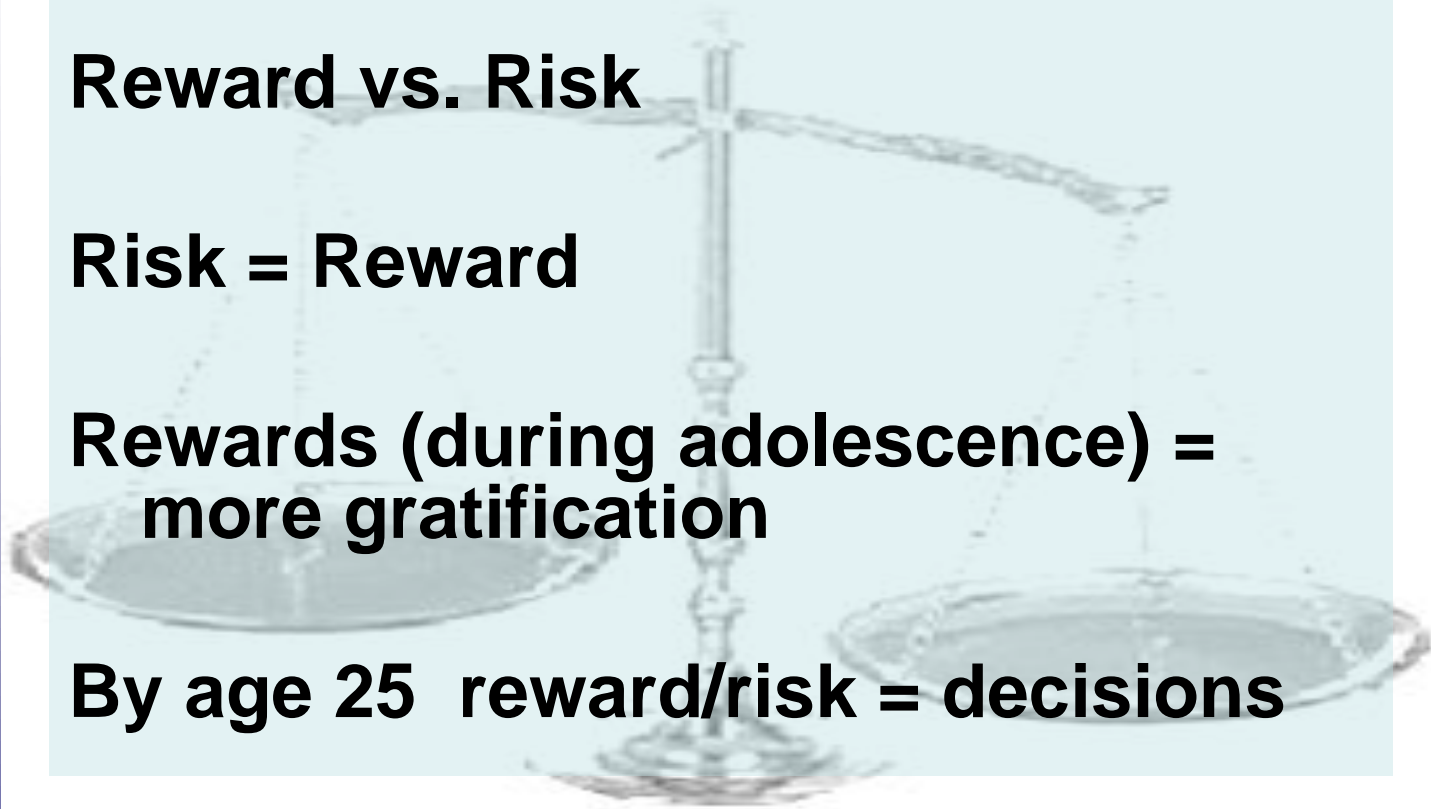 Reward vs. Risk
Risk = Reward
Rewards (during adolescence) =
more gratification
By age 25 reward/risk = decisions